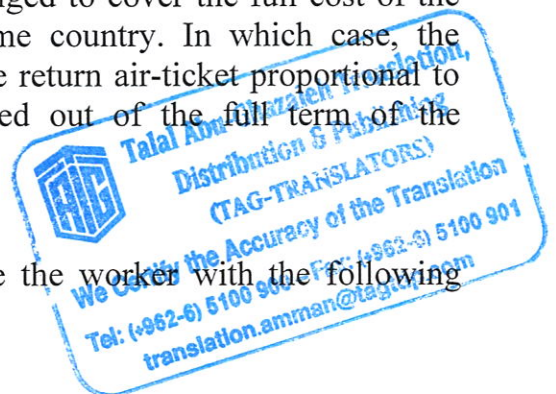 ged to cover the full cost of the
me country. In which case, the
e return air-ticket proportional to
ed out of the full term of the
e the worker with the following
Talal Abu-Ghazaleh Translation,
Distribution & Publishing
(TAG-TRANSLATORS)
We Certify the Accuracy of the Translation
Tel: (+962-6) 5100 900 - Fax: (+962-6) 5100 901
translation.amman@tagorg.com